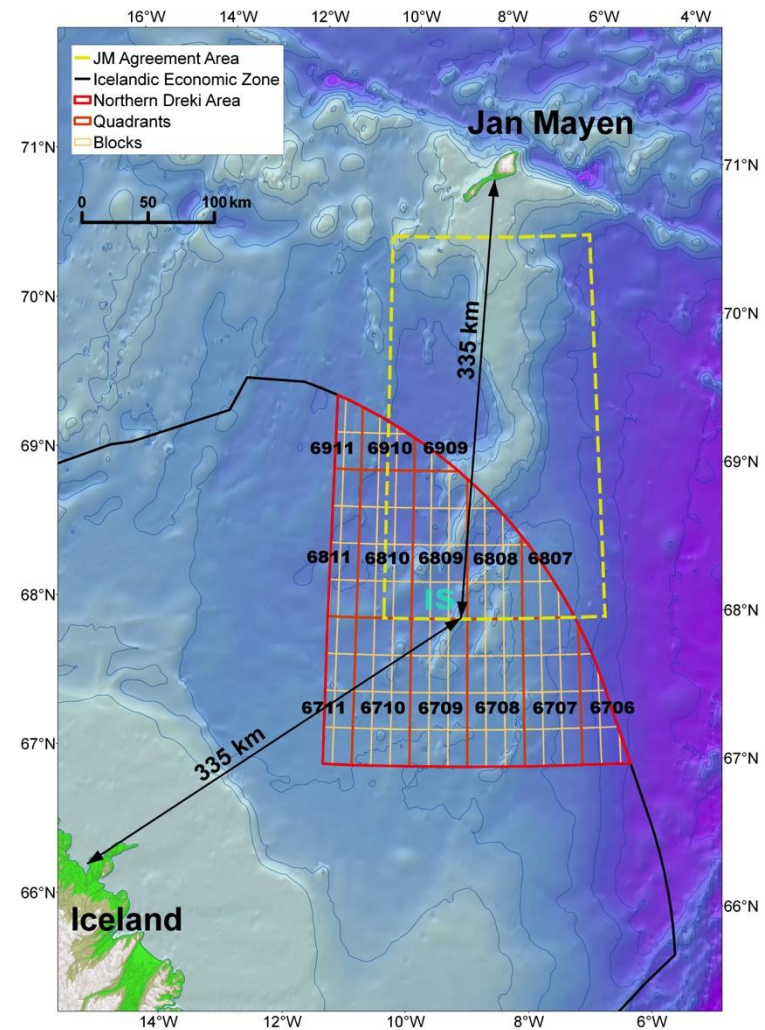 16°W 14°W 12°W 10°W 8°W 6°W 4°W
JM Agreement Area
Icelandic Economic Zone
Northern Dreki Area
Quadrants
Blocks
Jan Mayen
71°N 71°N
0 50 100 km
70°N 70°N
335 km
69°N 69°N
6911 6910 6909
6811 6810 6809 6808 6807
68°N 68°N
IS
6711 6710 6709 6708 6707 6706
67°N 67°N
335 km
66°N 66°N
Iceland
14°W 12°W 10°W 8°W 6°W